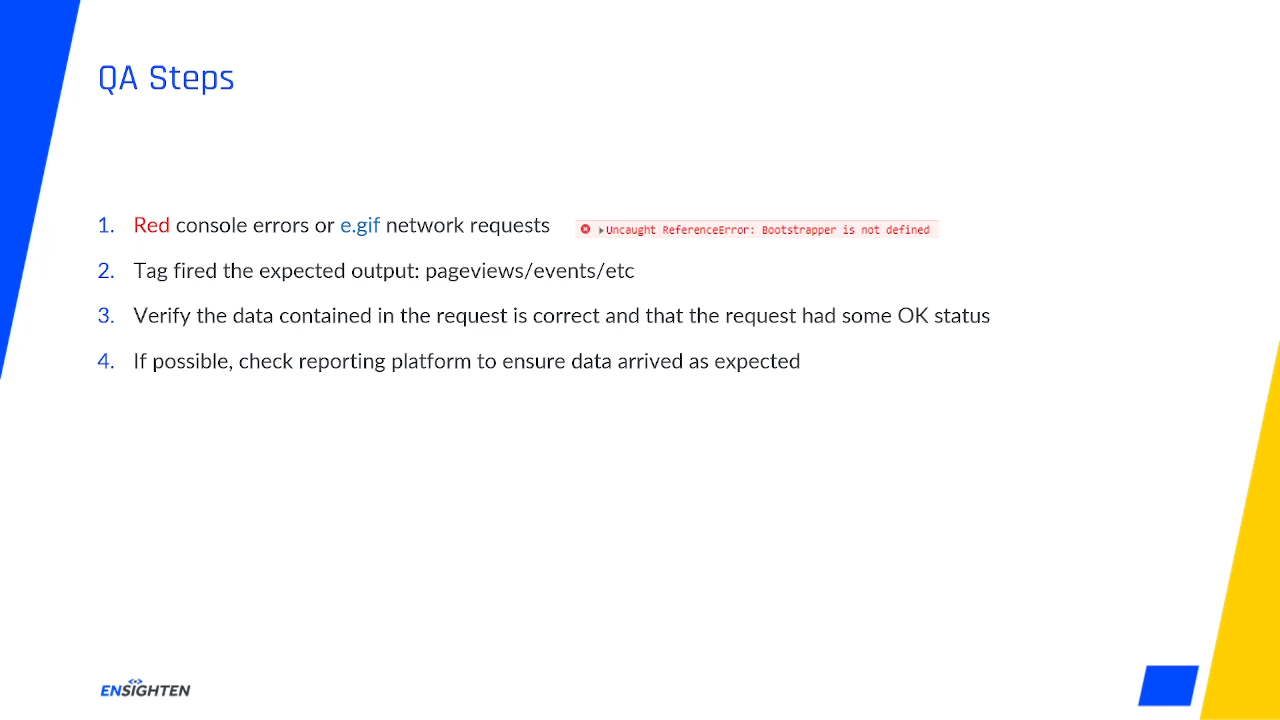 QA Steps
1. Red console errors or e.gif network requests
Uncaught ReferenceError: Bootstrapper is not defined
2. Tag fired the expected output: pageviews/events/etc
3. Verify the data contained in the request is correct and that the request had some OK status
4. If possible, check reporting platform to ensure data arrived as expected
ENSIGHTEN